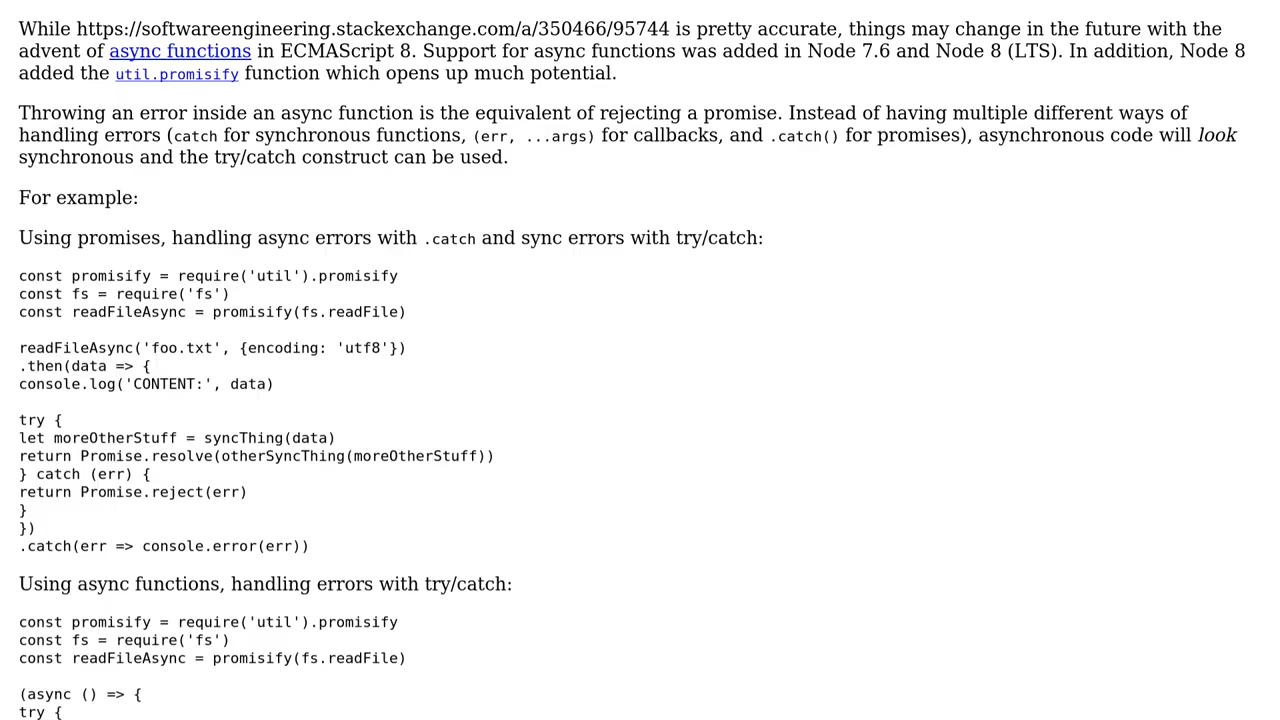 While https://softwareengineering.stackexchange.com/a/350466/95744 is pretty accurate, things may change in the future with the
advent of async functions in ECMAScript 8. Support for async functions was added in Node 7.6 and Node 8 (LTS). In addition, Node 8
added the util.promisify function which opens up much potential.
Throwing an error inside an async function is the equivalent of rejecting a promise. Instead of having multiple different ways of
handling errors (catch for synchronous functions, (err, ...args) for callbacks, and .catch() for promises), asynchronous code will look
synchronous and the try/catch construct can be used.
For example:
Using promises, handling async errors with .catch and sync errors with try/catch:
const promisify = require('util').promisify
const fs = require('fs')
const readFileAsync = promisify(fs.readFile)
readFileAsync('foo.txt', {encoding: 'utf8'})
.then(data => {
console.log('CONTENT:', data)
try {
let moreOtherStuff = syncThing(data)
return Promise.resolve(otherSyncThing(moreOtherStuff))
} catch (err) {
return Promise.reject(err)
}
})
.catch(err => console.error(err))
Using async functions, handling errors with try/catch:
const promisify = require('util').promisify
const fs = require('fs')
const readFileAsync = promisify(fs.readFile)
(async () => {
try {